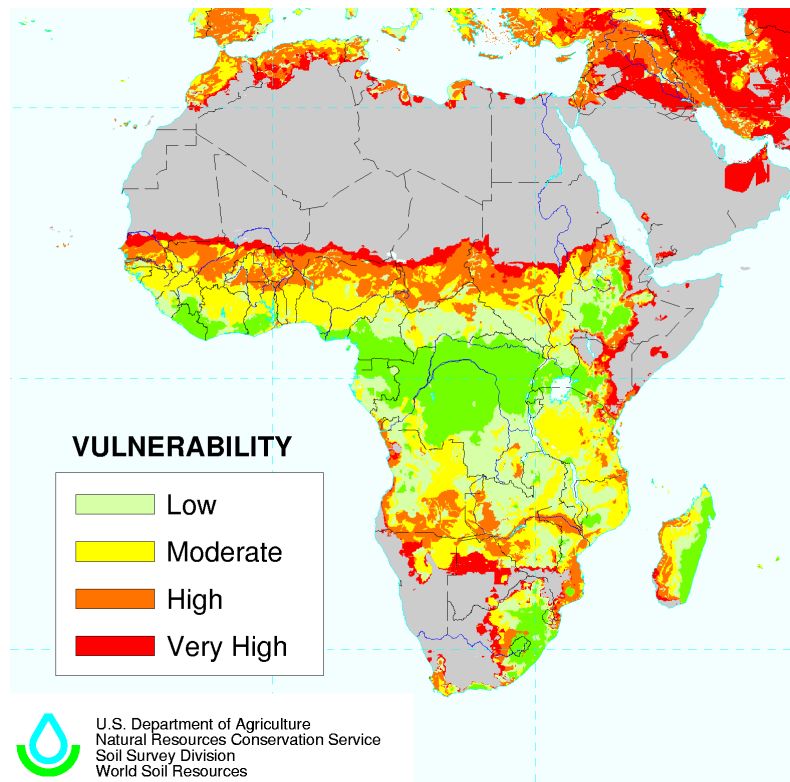 VULNERABILITY
Low
Moderate
High
Very High
U.S. Department of Agriculture
Natural Resources Conservation Service
Soil Survey Division
World Soil Resources